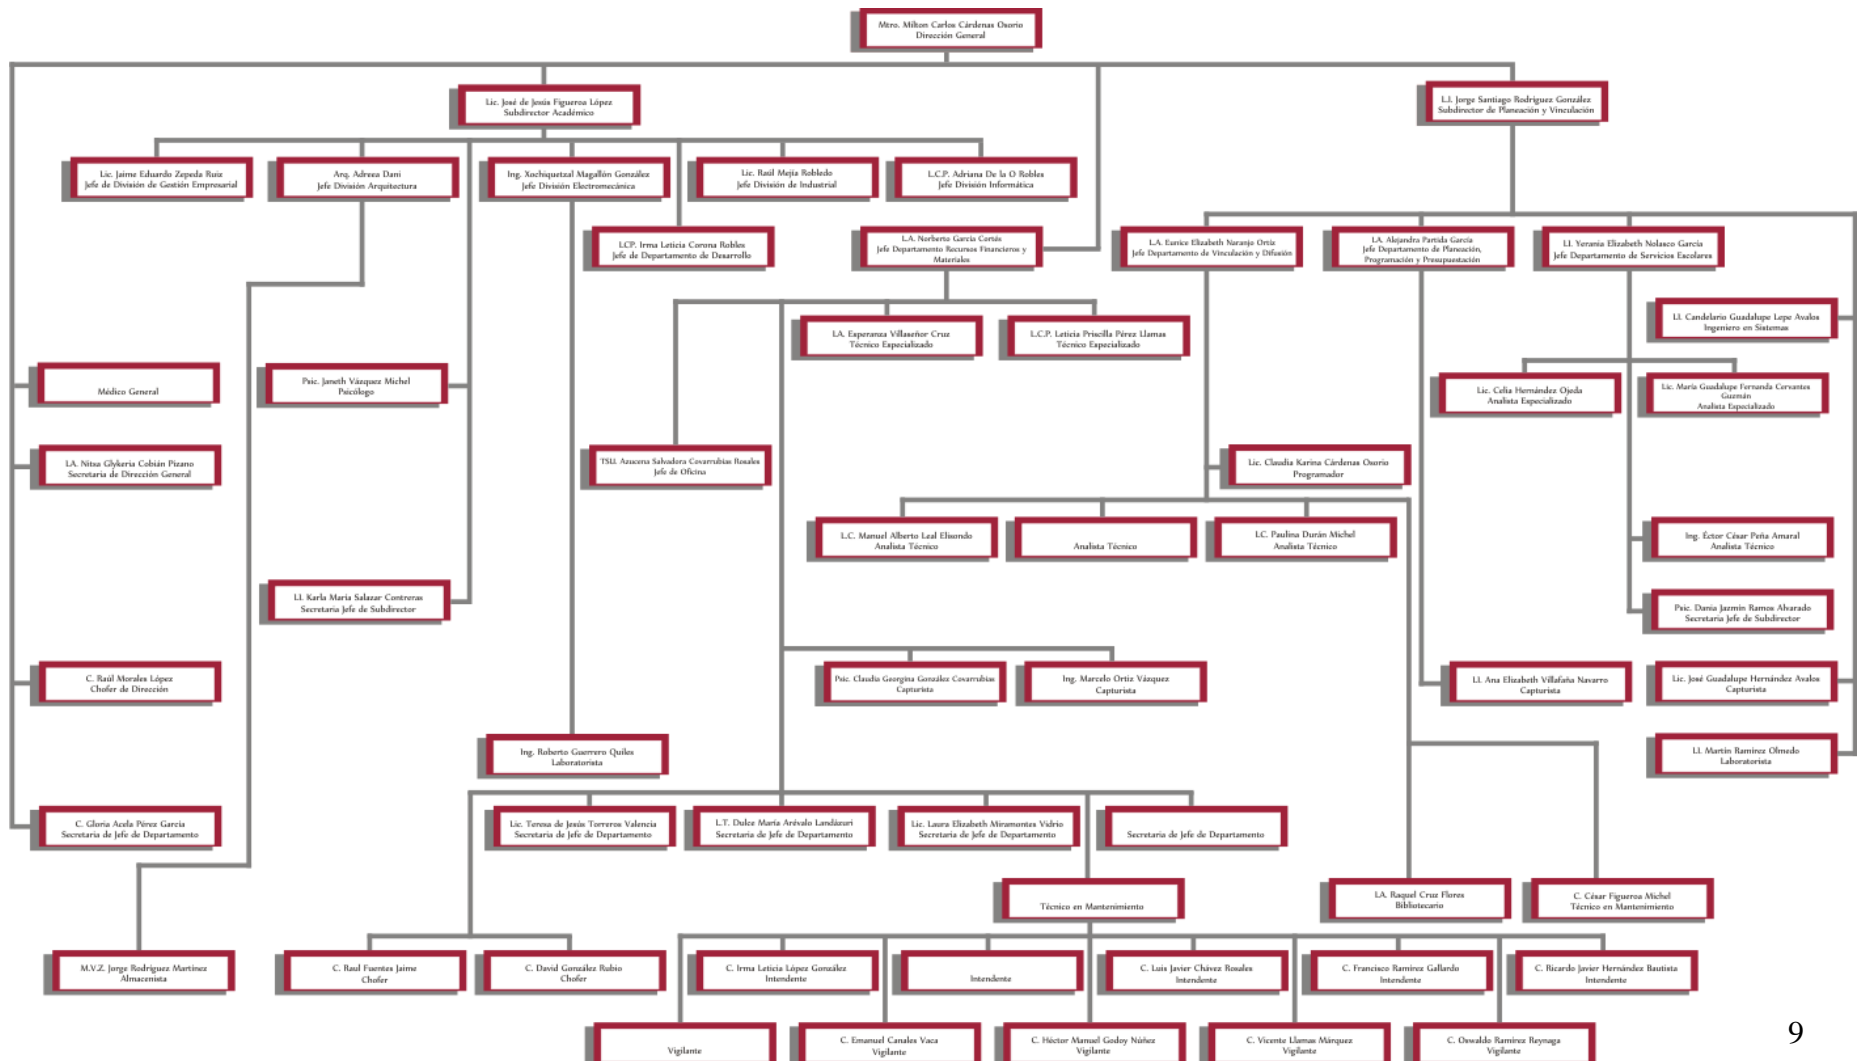 Mtro. Milton Carlos Cárdenas Osorio
Dirección General
Lic. José de Jesús Figueroa López
Subdirector Académico
L.I. Jorge Santiago Rodríguez González
Subdirector de Planeación y Vinculación
Lic. Jaime Eduardo Zepeda Ruiz
Jefe de División de Gestión Empresarial
Arq. Adreea Dani
Jefe División Arquitectura
Ing. Xochiquetzal Magallón González
Jefe División Electromecánica
Lic. Raúl Mejía Robledo
Jefe División de Industrial
L.C.P. Adriana De la O Robles
Jefe División Informática
LCP. Irma Leticia Corona Robles
Jefe de Departamento de Desarrollo
L.A. Norberto García Cortés
Jefe Departamento Recursos Financieros y
Materiales
L.A. Eunice Elizabeth Naranjo Ortiz
Jefe Departamento de Vinculación y Difusión
LA. Alejandra Partida García
Jefe Departamento de Planeación,
Programación y Presupuestación
LI. Yerania Elizabeth Nolasco García
Jefe Departamento de Servicios Escolares
LI. Candelario Guadalupe Lepe Avalos
Ingeniero en Sistemas
LA. Esperanza Villaseñor Cruz
Técnico Especializado
L.C.P. Leticia Priscilla Pérez Llamas
Técnico Especializado
Médico General
Psic. Janeth Vázquez Michel
Psicólogo
Lic. Celia Hernández Ojeda
Analista Especializado
Lic. María Guadalupe Fernanda Cervantes
Guzmán
Analista Especializado
LA. Nitsa Glykeria Cobián Pizano
Secretaria de Dirección General
TSU. Azucena Salvadora Covarrubias Rosales
Jefe de Oficina
Lic. Claudia Karina Cárdenas Osorio
Programador
L.C. Manuel Alberto Leal Elisondo
Analista Técnico
Analista Técnico
LC. Paulina Durán Michel
Analista Técnico
Ing. Éctor César Peña Amaral
Analista Técnico
LI. Karla María Salazar Contreras
Secretaria Jefe de Subdirector
Psic. Dania Jazmín Ramos Alvarado
Secretaria Jefe de Subdirector
C. Raúl Morales López
Chofer de Dirección
Psic. Claudia Georgina González Covarrubias
Capturista
Ing. Marcelo Ortiz Vázquez
Capturista
LI. Ana Elizabeth Villafaña Navarro
Capturista
Lic. José Guadalupe Hernández Avalos
Capturista
Ing. Roberto Guerrero Quiles
Laboratorista
LI. Martín Ramírez Olmedo
Laboratorista
C. Gloria Acela Pérez García
Secretaria de Jefe de Departamento
Lic. Teresa de Jesús Torreros Valencia
Secretaria de Jefe de Departamento
L.T. Dulce María Arévalo Landázuri
Secretaria de Jefe de Departamento
Lic. Laura Elizabeth Miramontes Vidrio
Secretaria de Jefe de Departamento
Secretaria de Jefe de Departamento
Técnico en Mantenimiento
LA. Raquel Cruz Flores
Bibliotecario
C. César Figueroa Michel
Técnico en Mantenimiento
M.V.Z. Jorge Rodríguez Martínez
Almacenista
C. Raul Fuentes Jaime
Chofer
C. David González Rubio
Chofer
C. Irma Leticia López González
Intendente
Intendente
C. Luis Javier Chávez Rosales
Intendente
C. Francisco Ramírez Gallardo
Intendente
C. Ricardo Javier Hernández Bautista
Intendente
Vigilante
C. Emanuel Canales Vaca
Vigilante
C. Héctor Manuel Godoy Núñez
Vigilante
C. Vicente Llamas Márquez
Vigilante
C. Oswaldo Ramírez Reynaga
Vigilante
9